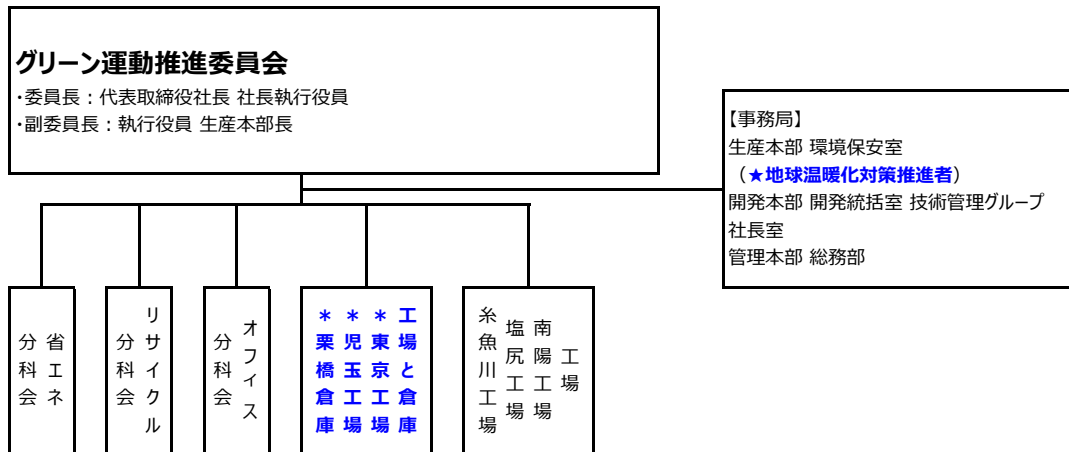 グリーン運動推進委員会
・委員長：代表取締役社長 社長執行役員
・副委員長：執行役員 生産本部長
【事務局】
生産本部 環境保安室
（★地球温暖化対策推進者）
開発本部 開発統括室 技術管理グループ
社長室
管理本部 総務部
省エネ
分科会
リサイクル
分科会
オフィス
分科会
工場と倉庫
＊東京工場
＊児玉工場
＊栗橋倉庫
工場
南陽工場
塩尻工場
糸魚川工場